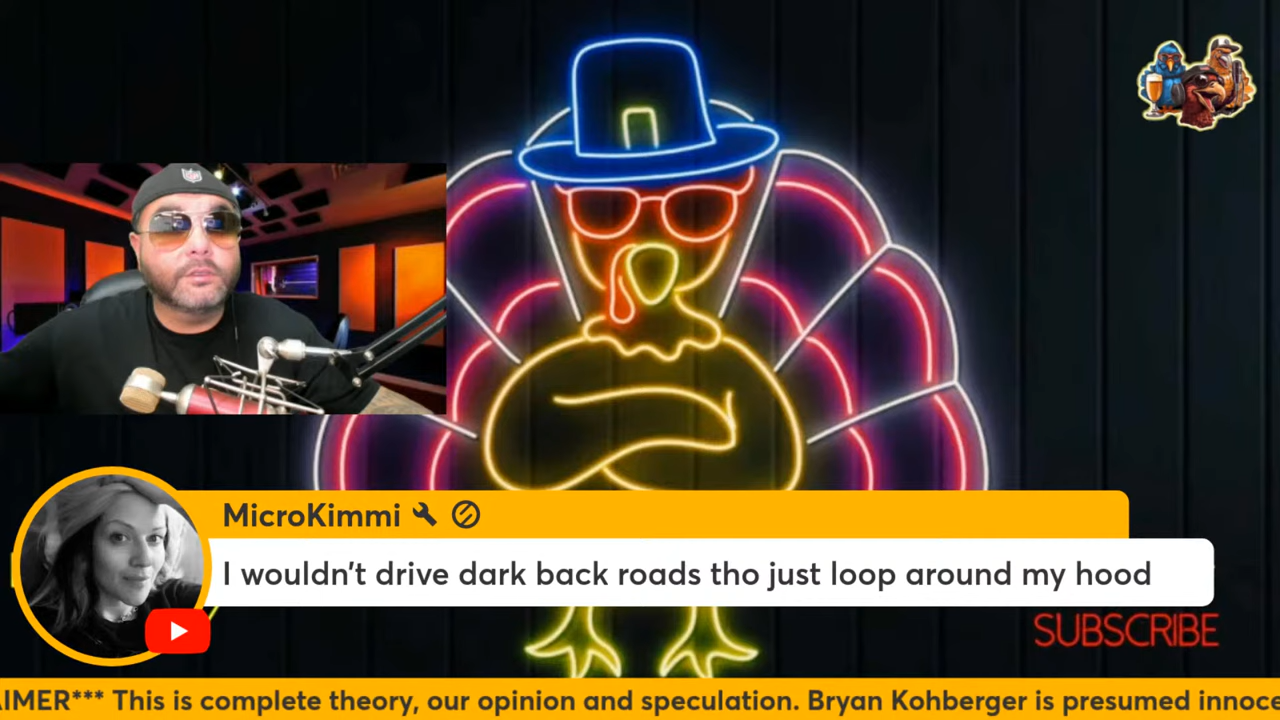 MicroKimmi
I wouldn't drive dark back roads tho just loop around my hood
SUBSCRIBE
AIMER*** This is complete theory, our opinion and speculation. Bryan Kohberger is presumed innoce